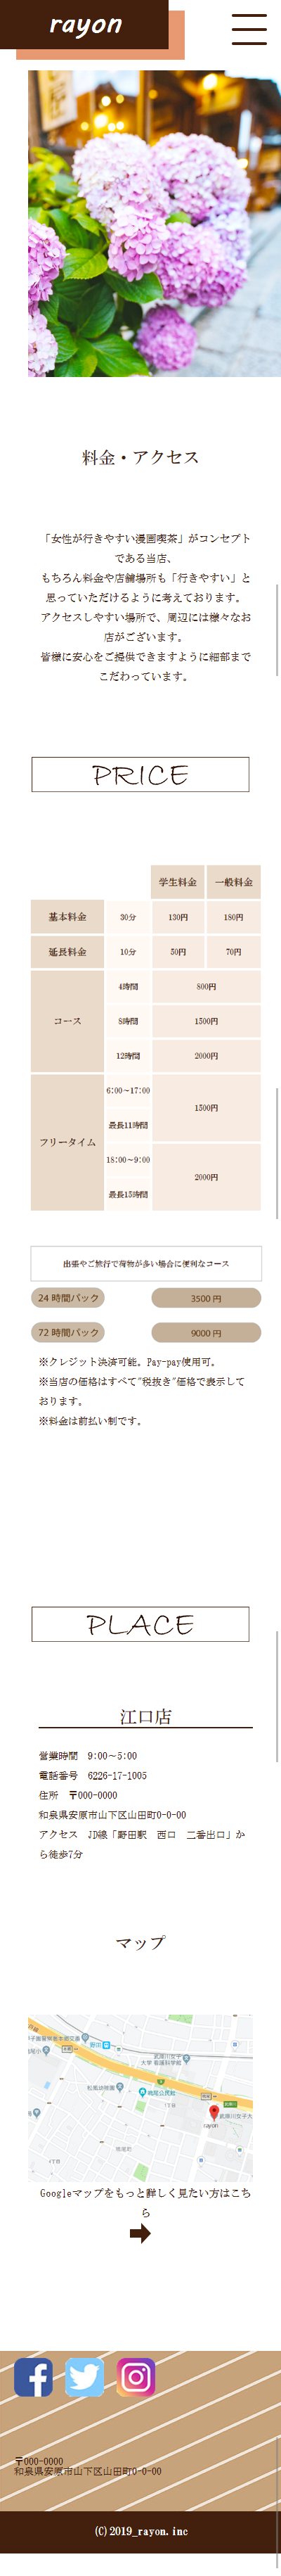 rayon
料金・アクセス
「女性が行きやすい漫画喫茶」がコンセプト
である当店、
もちろん料金や店舗場所も「行きやすい」と
思っていただけるように考えております。
アクセスしやすい場所で、周辺には様々なお
店がございます。
皆様に安心をご提供できますように細部まで
こだわっています。
PRICE
学生料金 一般料金
基本料金 30分 130円 180円
延長料金 10分 50円 70円
コース 4時間 800円
8時間 1500円
12時間 2000円
フリータイム 6:00～17:00 1500円
最長11時間
18:00～9:00 2000円
最長15時間
出張やご旅行で荷物が多い場合に便利なコース
24 時間パック 3500 円
72 時間パック 9000 円
※クレジット決済可能。Pay-pay使用可。
※当店の価格はすべて"税抜き"価格で表示して
おります。
※料金は前払い制です。
PLACE
江口店
営業時間　9:00～5:00
電話番号　6226-17-1005
住所　〒000-0000
和泉県安原市山下区山田町0-0-00
アクセス　JD線「野田駅　西口　二番出口」か
ら徒歩7分
マップ
rayon
Googleマップをもっと詳しく見たい方はこち
ら
〒000-0000
和泉県安原市山下区山田町0-0-00
(C)2019_rayon.inc